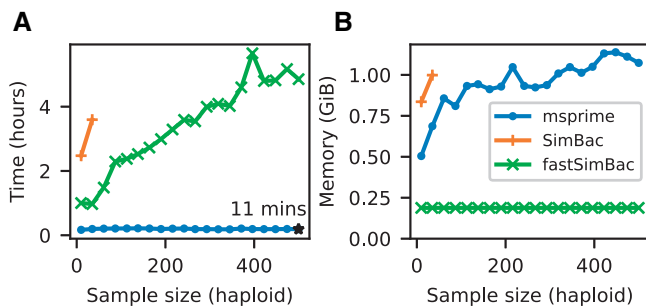 A
Time (hours)
4
2
0
11 mins
0
200
400
Sample size (haploid)
B
Memory (GiB)
1.00
0.75
0.50
0.25
0.00
msprime
SimBac
fastSimBac
0
200
400
Sample size (haploid)